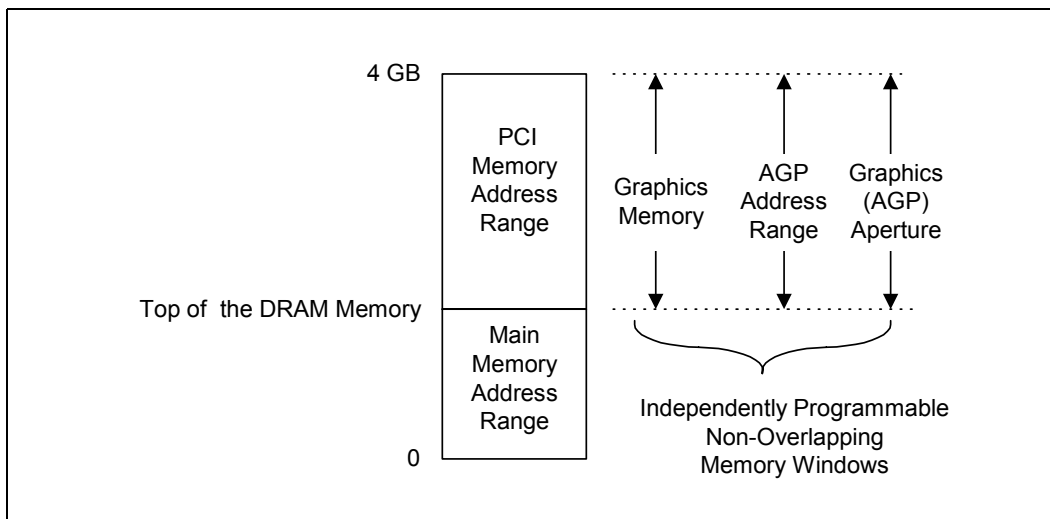 4 GB
PCI
Memory
Address
Range
Graphics
Memory
AGP
Address
Range
Graphics
(AGP)
Aperture
Top of the DRAM Memory
Main
Memory
Address
Range
0
Independently Programmable
Non-Overlapping
Memory Windows